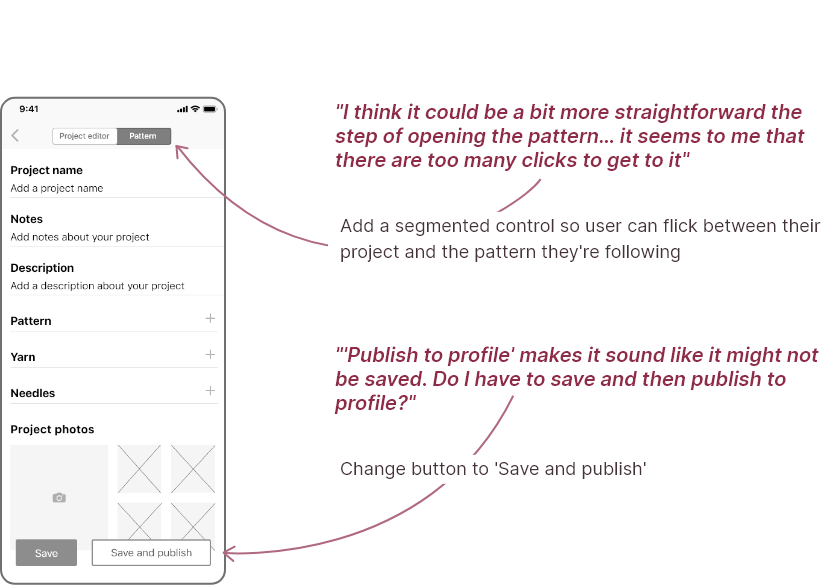 9:41
Project editor
Pattern
Project name
Add a project name
Notes
Add notes about your project
Description
Add a description about your project
Pattern
Yarn
Needles
Project photos
Save
Save and publish
"I think it could be a bit more straightforward the
step of opening the pattern... it seems to me that
there are too many clicks to get to it"
Add a segmented control so user can flick between their
project and the pattern they're following
"'Publish to profile' makes it sound like it might not
be saved. Do I have to save and then publish to
profile?"
Change button to 'Save and publish'